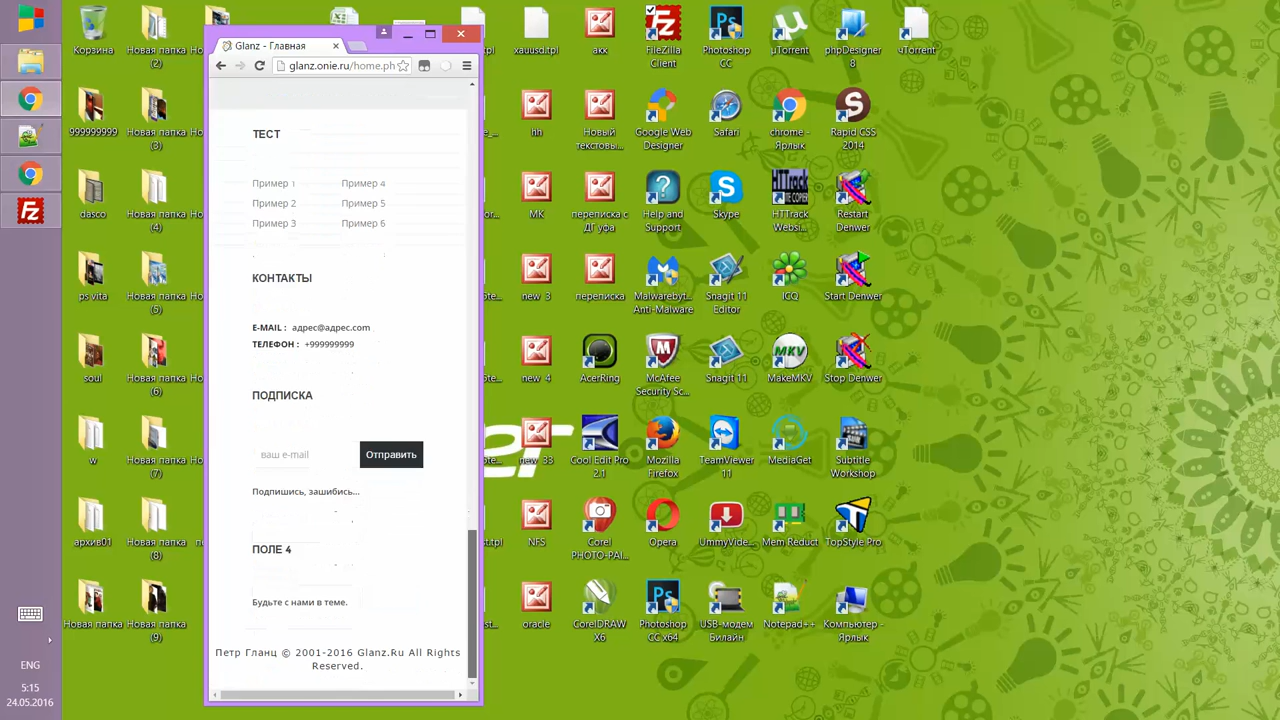 Glanz - Главная
glanz.onie.ru/home.ph
ТЕСТ
Пример 1 Пример 4
Пример 2 Пример 5
Пример 3 Пример 6
КОНТАКТЫ
E-MAIL : адрес@адрес.com
ТЕЛЕФОН : +999999999
ПОДПИСКА
ваш e-mail Отправить
Подпишись, зашибись...
ПОЛЕ 4
Будьте с нами в теме.
Петр Гланц © 2001-2016 Glanz.Ru All Rights
Reserved.
Корзина
Новая папка
(2)
xauusd.tpl
акк
FileZilla
Client
Photoshop
CC
µTorrent
phpDesigner
8
uTorrent
999999999
Новая папка
(3)
hh
Новый
текстовы...
Google Web
Designer
Safari
chrome -
Ярлык
Rapid CSS
2014
dasco
Новая папка
(4)
МК
переписка с
ДГ уфа
Help and
Support
Skype
HTTrack
Websi...
Restart
Denwer
ps vita
Новая папка
(5)
new_3
переписка
Malwarebyt...
Anti-Malware
Snagit 11
Editor
ICQ
Start Denwer
soul
Новая папка
(6)
new_4
AcerRing
McAfee
Security Sc...
Snagit 11
MakeMKV
Stop Denwer
w
Новая папка
(7)
new_33
Cool Edit Pro
2.1
Mozilla
Firefox
TeamViewer
11
MediaGet
Subtitle
Workshop
архив01
Новая папка
(8)
NFS
Corel
PHOTO-PAI...
Opera
UmmyVide...
Mem Reduct
TopStyle Pro
Новая папка
Новая папка
(9)
oracle
CorelDRAW
X6
Photoshop
CC x64
USB-модем
Билайн
Notepad++
Компьютер -
Ярлык
ENG
5:15
24.05.2016